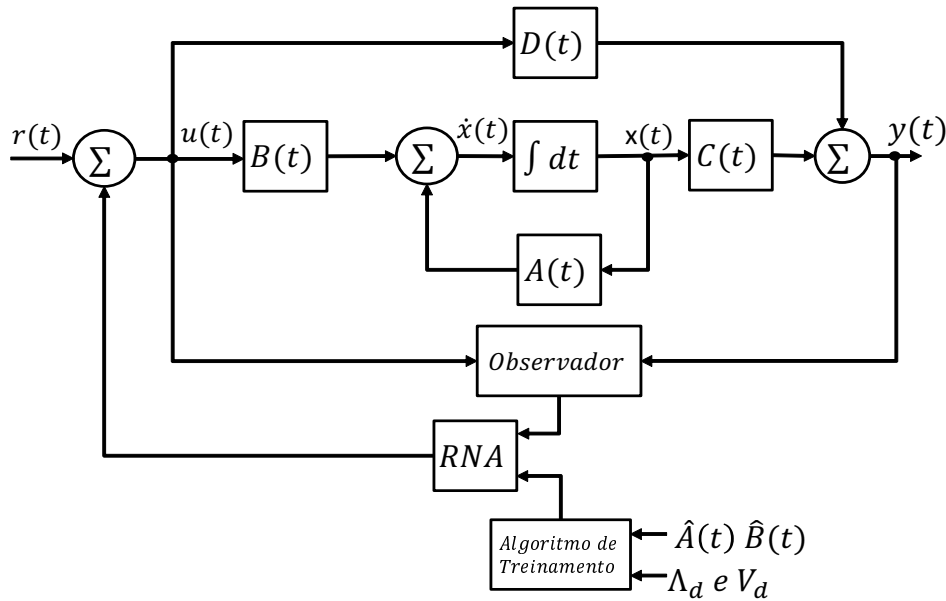 D(t)
r(t)
Σ
u(t)
B(t)
Σ
ẋ(t)
∫ dt
x(t)
C(t)
Σ
y(t)
A(t)
Observador
RNA
Algoritmo de
Treinamento
Â(t) B̂(t)
Λ_d e V_d